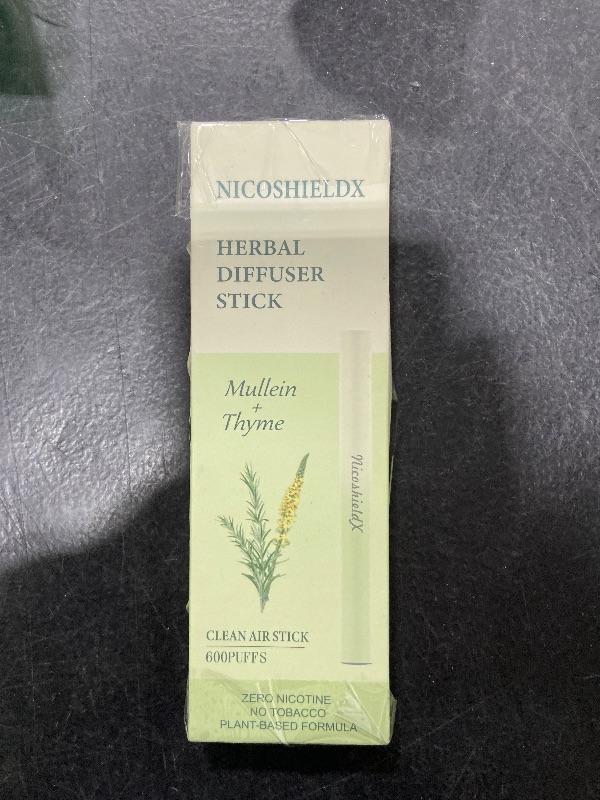 NICOSHIELDX
HERBAL
DIFFUSER
STICK
Mullein
+
Thyme
NicoshieldX
CLEAN AIR STICK
600PUFFS
ZERO NICOTINE
NO TOBACCO
PLANT-BASED FORMULA